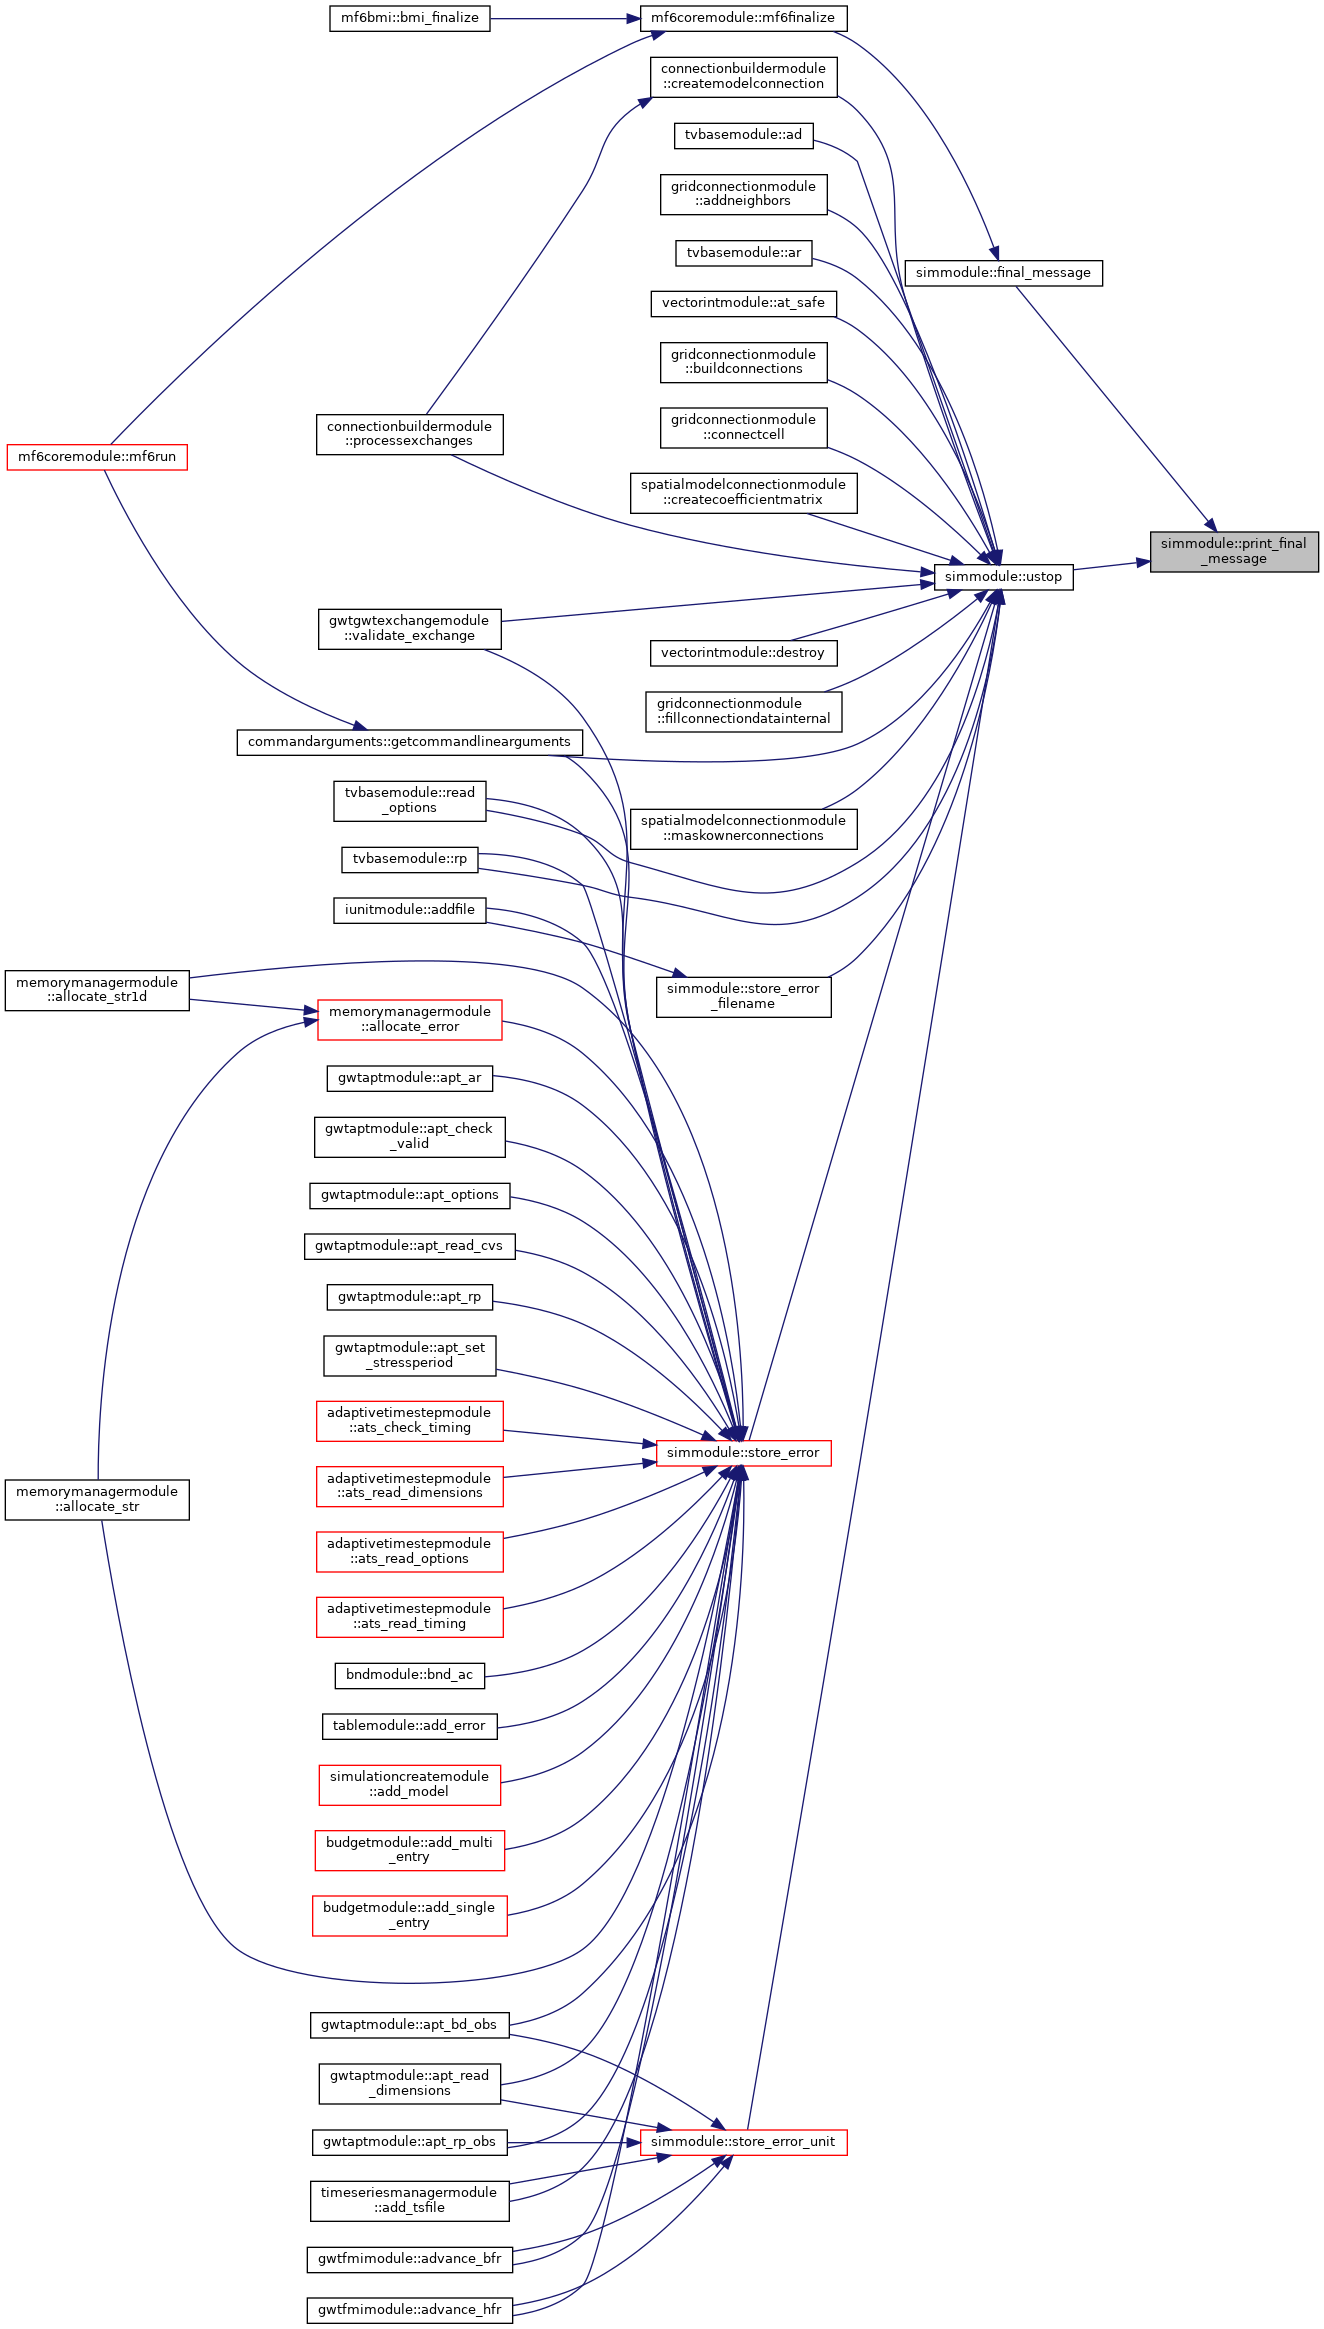 mf6bmi::bmi_finalize
mf6coremodule::mf6finalize
connectionbuildermodule
::createmodelconnection
tvbasemodule::ad
gridconnectionmodule
::addneighbors
tvbasemodule::ar
simmodule::final_message
vectorintmodule::at_safe
gridconnectionmodule
::buildconnections
gridconnectionmodule
::connectcell
connectionbuildermodule
::processexchanges
mf6coremodule::mf6run
spatialmodelconnectionmodule
::createcoefficientmatrix
simmodule::print_final
_message
simmodule::ustop
gwtgwtexchangemodule
::validate_exchange
vectorintmodule::destroy
gridconnectionmodule
::fillconnectiondatainternal
commandarguments::getcommandlinearguments
tvbasemodule::read
_options
spatialmodelconnectionmodule
::maskownerconnections
tvbasemodule::rp
iunitmodule::addfile
memorymanagermodule
::allocate_str1d
simmodule::store_error
_filename
memorymanagermodule
::allocate_error
gwtaptmodule::apt_ar
gwtaptmodule::apt_check
_valid
gwtaptmodule::apt_options
gwtaptmodule::apt_read_cvs
gwtaptmodule::apt_rp
gwtaptmodule::apt_set
_stressperiod
adaptivetimestepmodule
::ats_check_timing
simmodule::store_error
adaptivetimestepmodule
::ats_read_dimensions
memorymanagermodule
::allocate_str
adaptivetimestepmodule
::ats_read_options
adaptivetimestepmodule
::ats_read_timing
bndmodule::bnd_ac
tablemodule::add_error
simulationcreatemodule
::add_model
budgetmodule::add_multi
_entry
budgetmodule::add_single
_entry
gwtaptmodule::apt_bd_obs
gwtaptmodule::apt_read
_dimensions
gwtaptmodule::apt_rp_obs
simmodule::store_error_unit
timeseriesmanagermodule
::add_tsfile
gwtfmimodule::advance_bfr
gwtfmimodule::advance_hfr